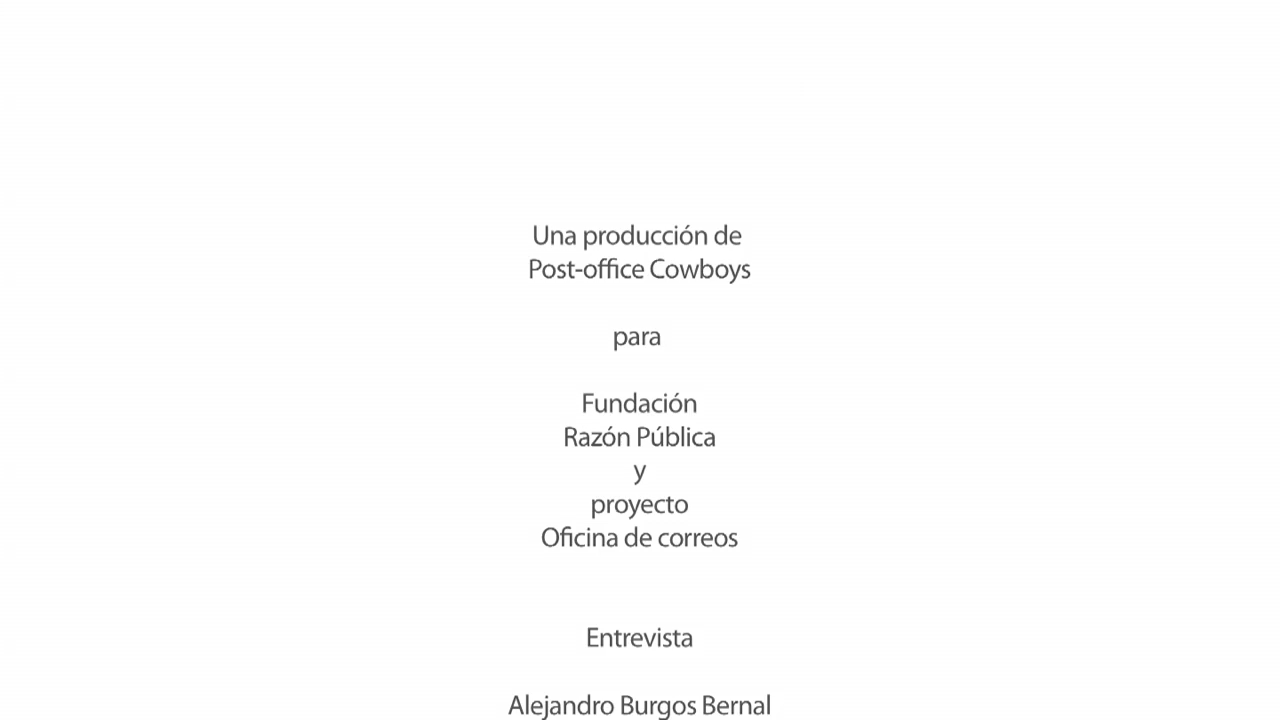 Una producción de
Post-office Cowboys
para
Fundación
Razón Pública
y
proyecto
Oficina de correos
Entrevista
Alejandro Burgos Bernal